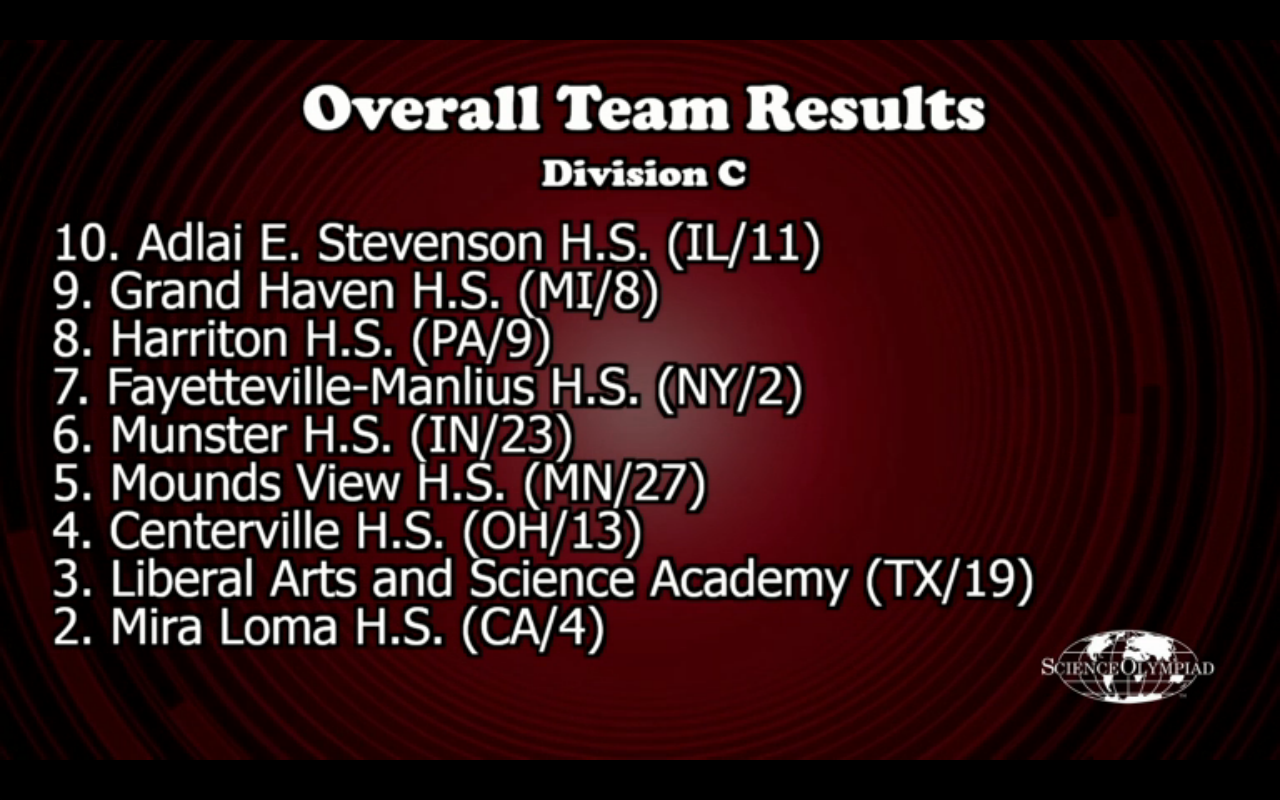 Overall Team Results
Division C
10. Adlai E. Stevenson H.S. (IL/11)
9. Grand Haven H.S. (MI/8)
8. Harriton H.S. (PA/9)
7. Fayetteville-Manlius H.S. (NY/2)
6. Munster H.S. (IN/23)
5. Mounds View H.S. (MN/27)
4. Centerville H.S. (OH/13)
3. Liberal Arts and Science Academy (TX/19)
2. Mira Loma H.S. (CA/4)
SCIENCE OLYMPIAD